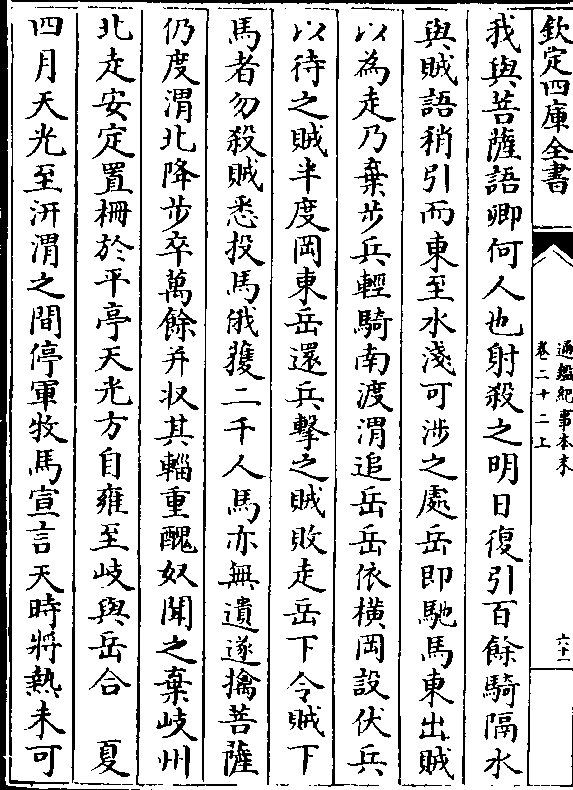 欽定四庫全書
通鑑紀事本末
卷二十二上
六十一
我與菩薩語卿何人也射殺之明日復引百餘騎隔水
與賊語稍引而東至水淺可涉之處岳即馳馬東出賊
以為走乃棄步兵輕騎南渡渭追岳岳依橫岡設伏兵
以待之賊半度岡東岳還兵擊之賊敗走岳下令賊下
馬者勿殺賊悉投馬俄獲二千人馬亦無遺遂擒菩薩
仍度渭北降步卒萬餘并收其輜重醜奴聞之棄岐州
北走安定置柵於平亭天光方自雍至岐與岳合 夏
四月天光至汧渭之間停軍牧馬宣言天時將熱未可